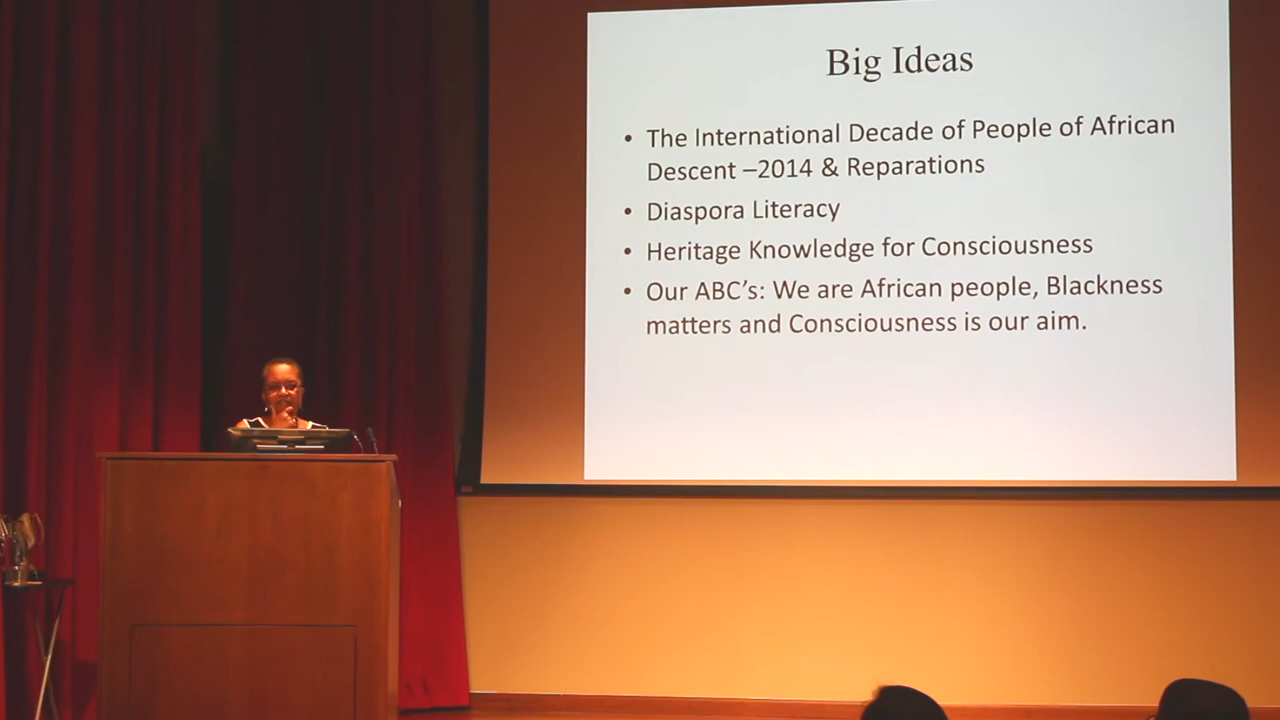 Big Ideas
• The International Decade of People of African
Descent –2014 & Reparations
• Diaspora Literacy
• Heritage Knowledge for Consciousness
• Our ABC’s: We are African people, Blackness
matters and Consciousness is our aim.